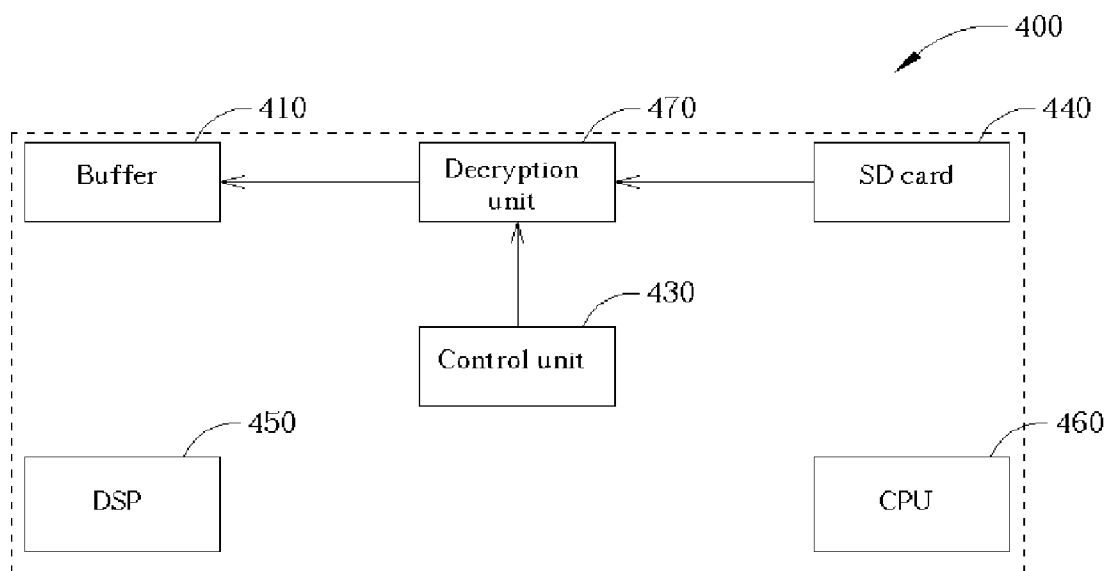 400
410
470
440
Buffer
Decryption
unit
SD card
430
Control unit
450
460
DSP
CPU